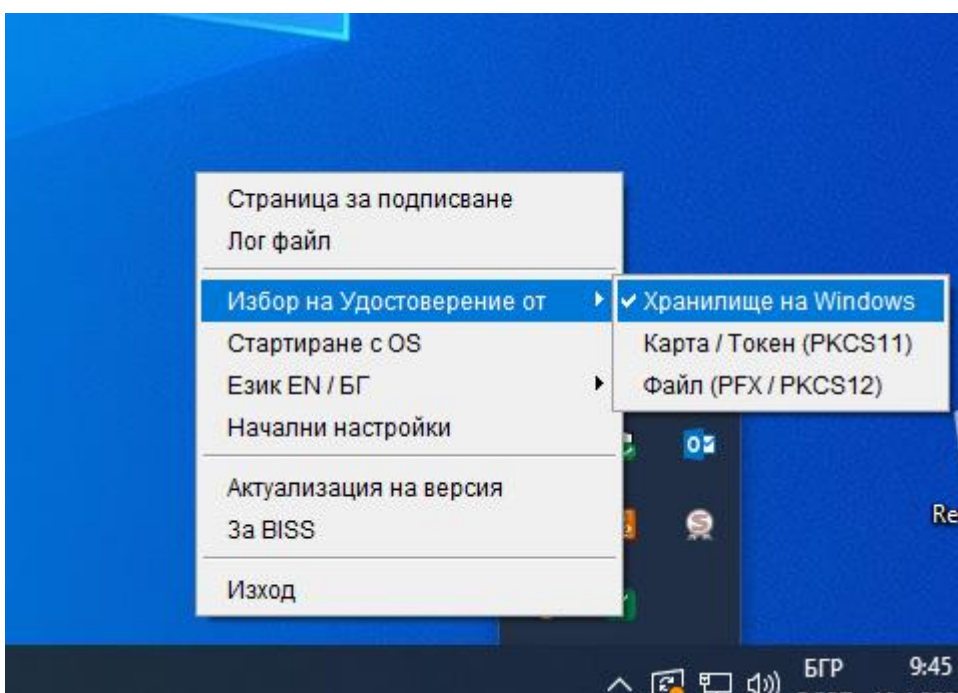 Страница за подписване
Лог файл
Избор на Удостоверение от
Хранилище на Windows
Стартиране с OS
Карта / Токен (PKCS11)
Език EN / БГ
Файл (PFX / PKCS12)
Начални настройки
Актуализация на версия
За BISS
Изход
Re
БГР
9:45